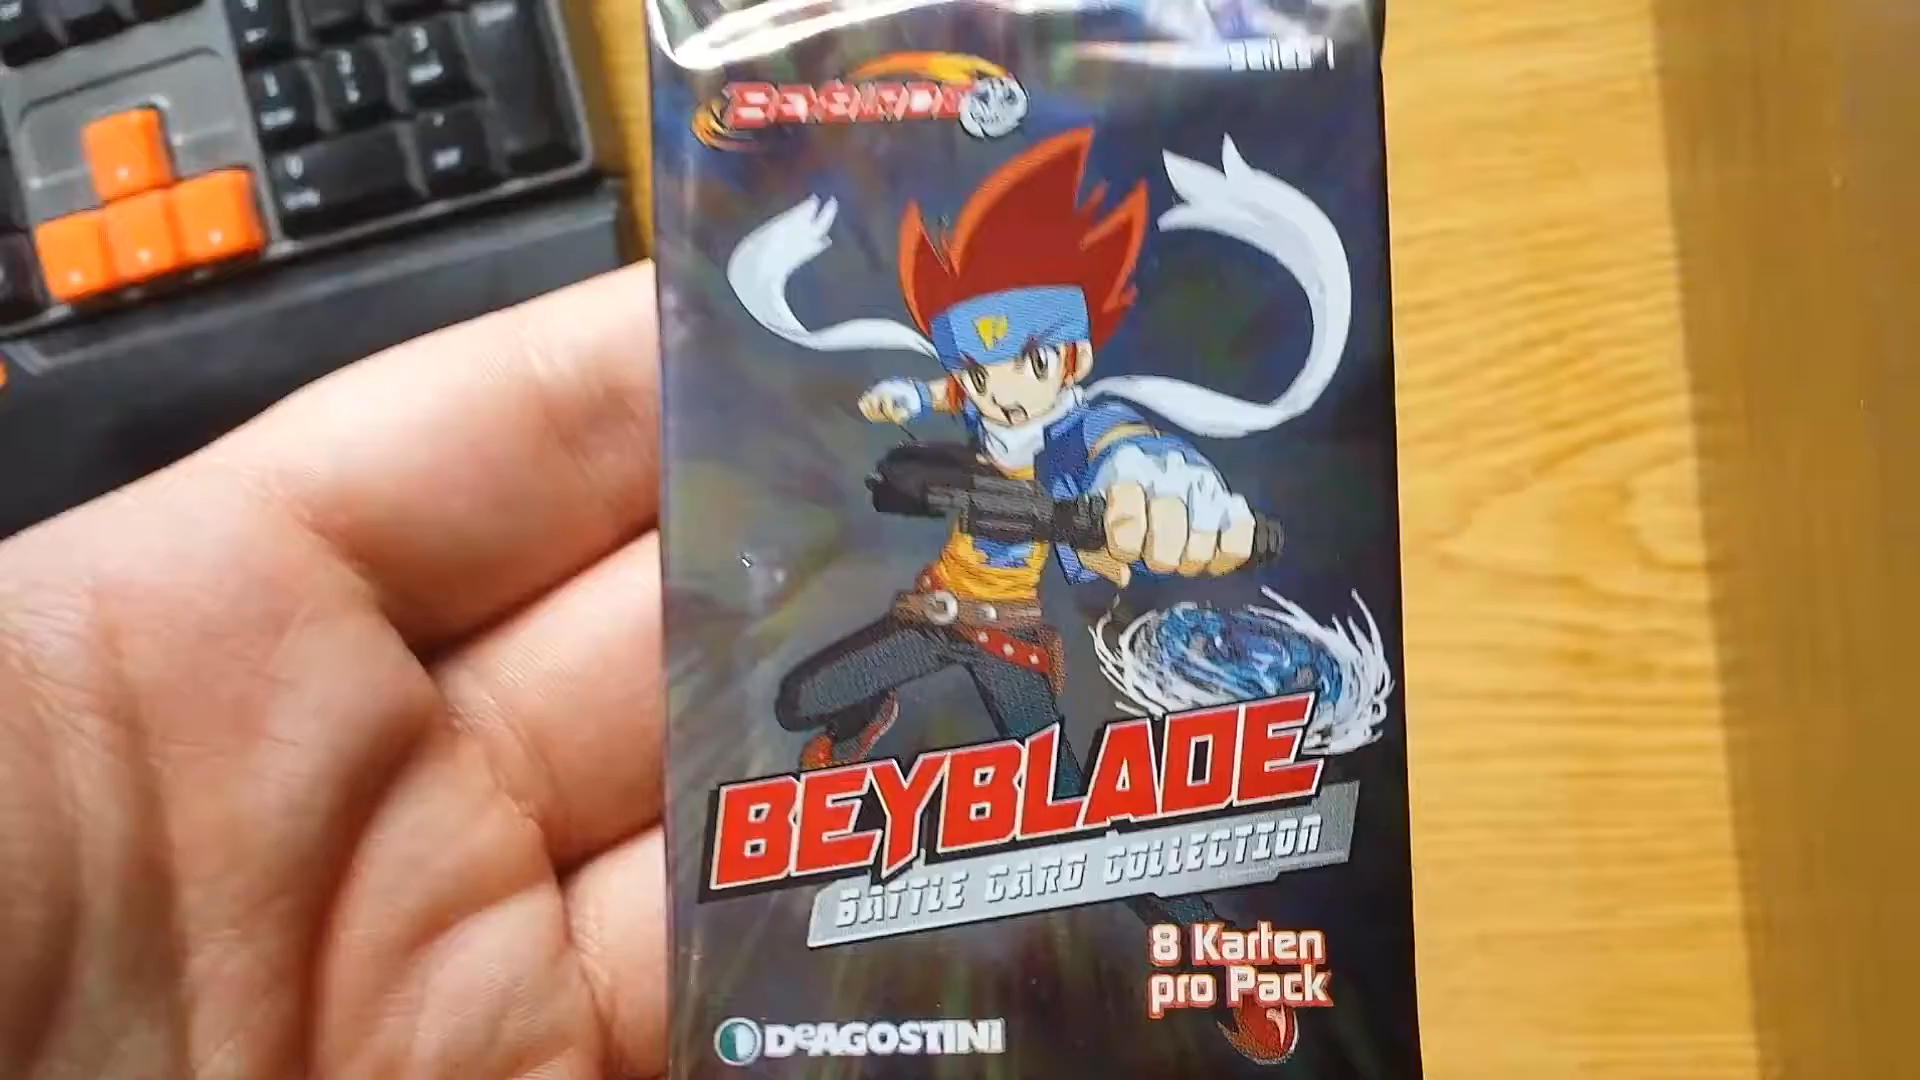 BEYBLADE
BATTLE CARD COLLECTION
8 Karten
pro Pack
DeAGOSTINI